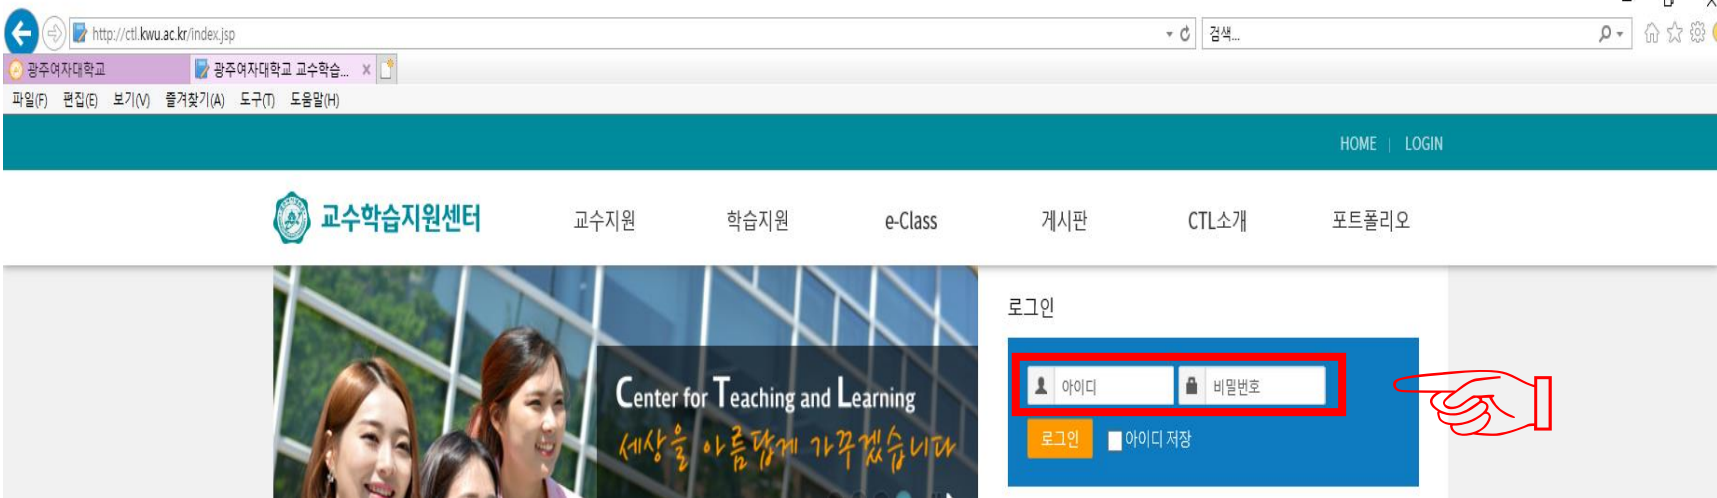 http://ctl.kwu.ac.kr/index.jsp
검색...
광주여자대학교
광주여자대학교 교수학습...
파일(F) 편집(E) 보기(V) 즐겨찾기(A) 도구(T) 도움말(H)
HOME | LOGIN
교수학습지원센터
교수지원 학습지원 e-Class 게시판 CTL소개 포트폴리오
Center for Teaching and Learning
세상을 아름답게 가꾸겠습니다
로그인
아이디 비밀번호
로그인 아이디 저장